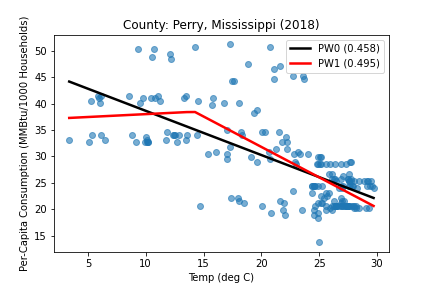 County: Perry, Mississippi (2018)
PW0 (0.458)
PW1 (0.495)
Per-Capita Consumption (MMBtu/1000 Households)
50
45
40
35
30
25
20
15
5 10 15 20 25 30
Temp (deg C)